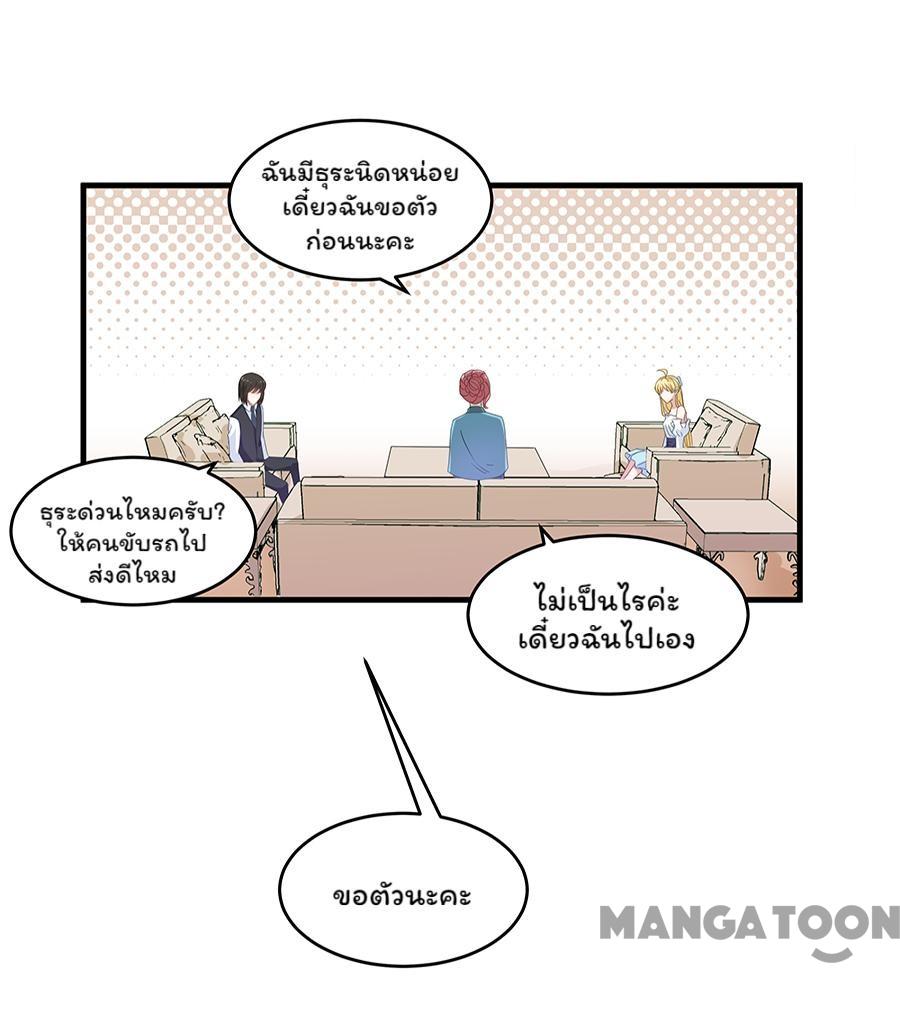 ฉันมีธุระนิดหน่อย
เดี๋ยวฉันขอตัว
ก่อนนะคะ
ธุระด่วนไหมครับ?
ให้คนขับรถไป
ส่งดีไหม
ไม่เป็นไรค่ะ
เดี๋ยวฉันไปเอง
ขอตัวนะคะ
MANGATOON